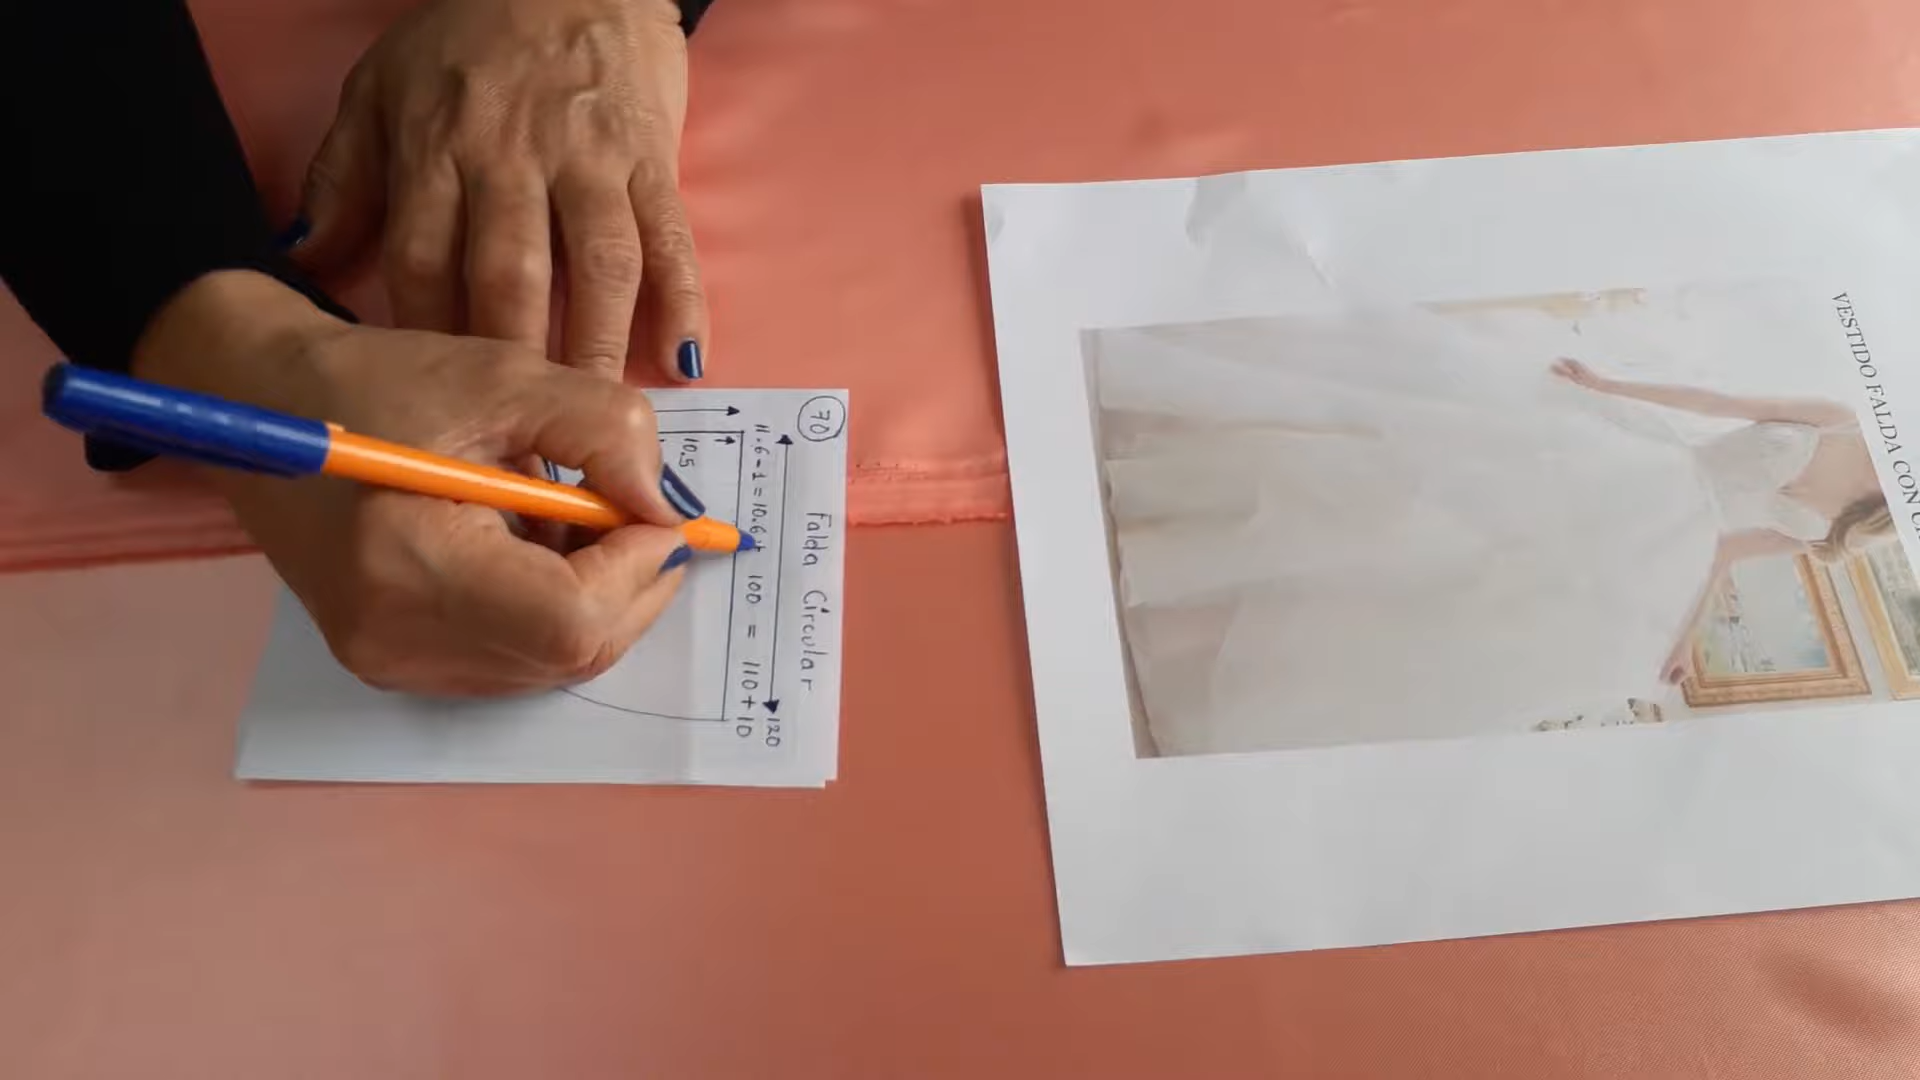 70
Falda Circular
120
11.6-1=10.6+ 100 = 110+10
10.5
VESTIDO FALDA CON